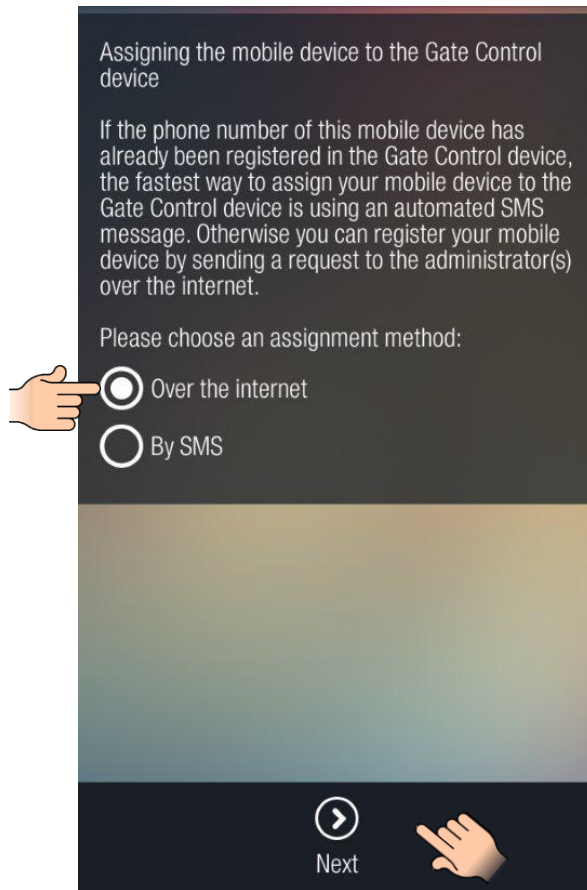 Assigning the mobile device to the Gate Control
device
If the phone number of this mobile device has
already been registered in the Gate Control device,
the fastest way to assign your mobile device to the
Gate Control device is using an automated SMS
message. Otherwise you can register your mobile
device by sending a request to the administrator(s)
over the internet.
Please choose an assignment method:
Over the internet
By SMS
Next